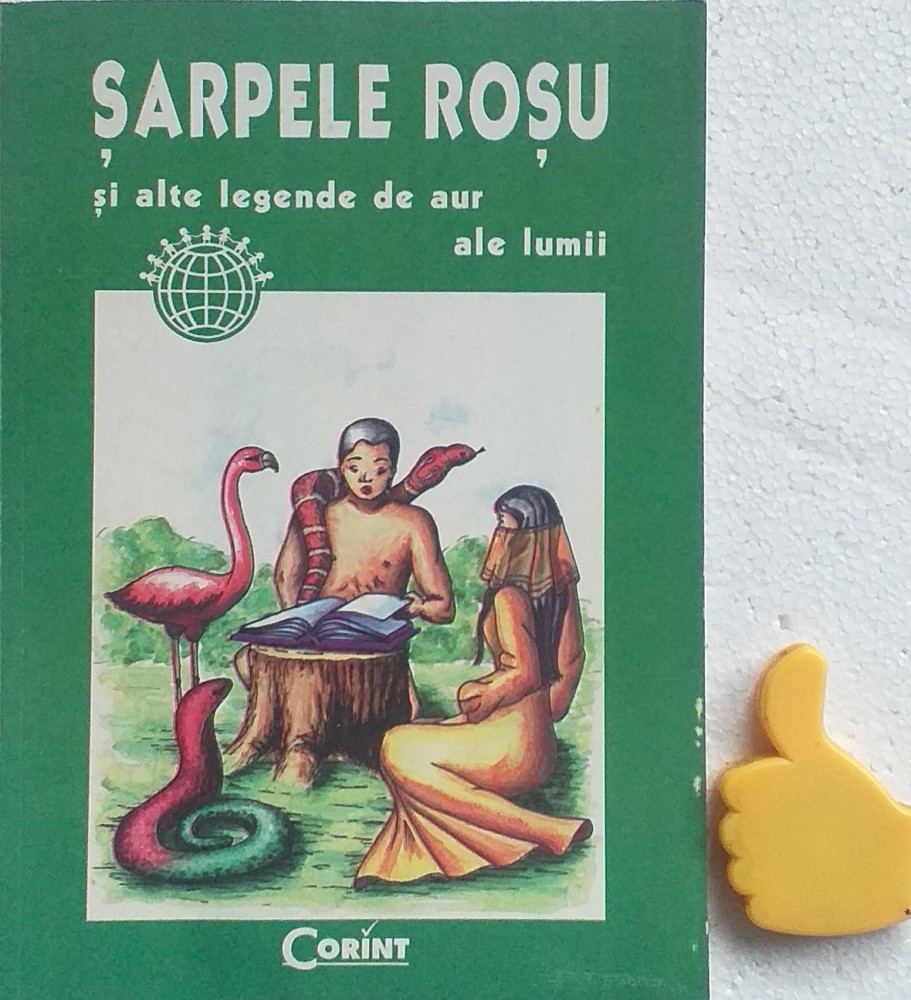 ȘARPELE ROȘU
și alte legende de aur
ale lumii
CORINT